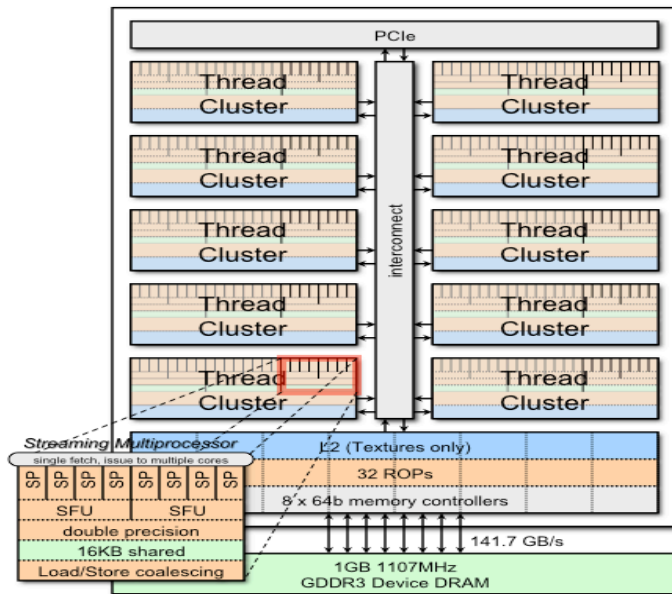 PCIe
Thread
Cluster
Thread
Cluster
Thread
Cluster
Thread
Cluster
Thread
Cluster
Thread
Cluster
Thread
Cluster
Thread
Cluster
Thread
Cluster
Thread
Cluster
interconnect
L2 (Textures only)
32 ROPs
8 x 64b memory controllers
141.7 GB/s
1GB 1107MHz
GDDR3 Device DRAM
Streaming Multiprocessor
single fetch, issue to multiple cores
SP SP SP SP SP SP SP SP
SFU SFU
double precision
16KB shared
Load/Store coalescing